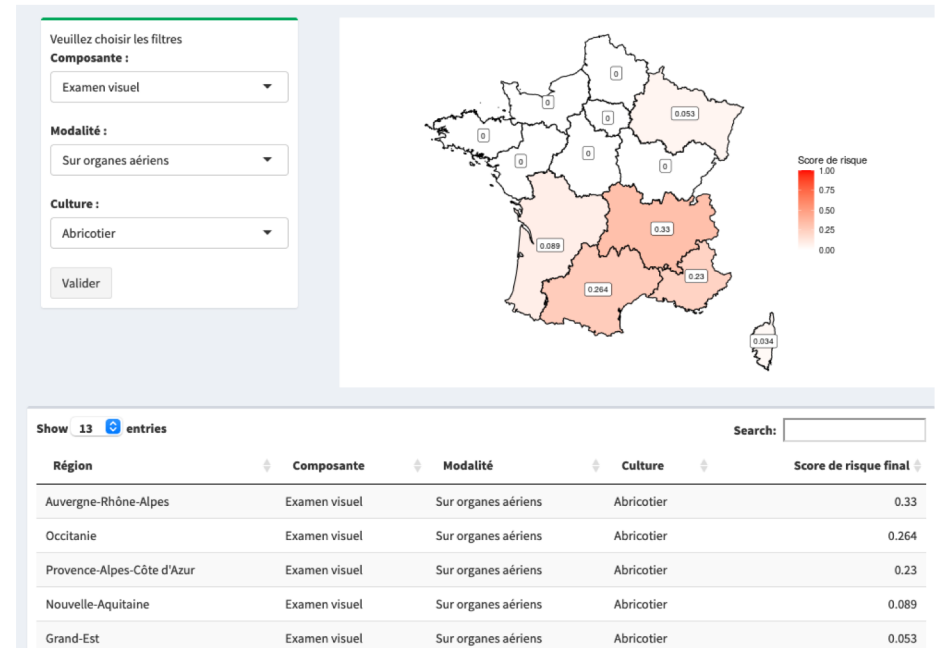 Veuillez choisir les filtres
Composante :
Examen visuel
Modalité :
Sur organes aériens
Culture :
Abricotier
Valider
0
0
0
0.053
0
0
0
0
Score de risque
1.00
0.75
0.50
0.25
0.00
0.33
0.089
0.23
0.264
0.034
Show 13 entries
Search:
Région Composante Modalité Culture Score de risque final
Auvergne-Rhône-Alpes Examen visuel Sur organes aériens Abricotier 0.33
Occitanie Examen visuel Sur organes aériens Abricotier 0.264
Provence-Alpes-Côte d'Azur Examen visuel Sur organes aériens Abricotier 0.23
Nouvelle-Aquitaine Examen visuel Sur organes aériens Abricotier 0.089
Grand-Est Examen visuel Sur organes aériens Abricotier 0.053